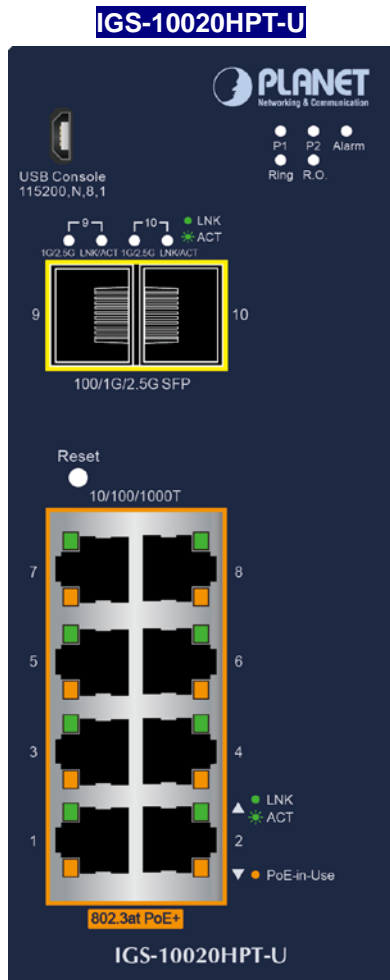 IGS-10020HPT-U
PLANET
Networking & Communication
P1 P2 Alarm
Ring R.O.
USB Console
115200,N,8,1
9 10 LNK
ACT
1G/2.5G LNK/ACT 1G/2.5G LNK/ACT
9 10
100/1G/2.5G SFP
Reset
10/100/1000T
7 8
5 6
3 4
LNK
ACT
1 2
PoE-in-Use
802.3at PoE+
IGS-10020HPT-U